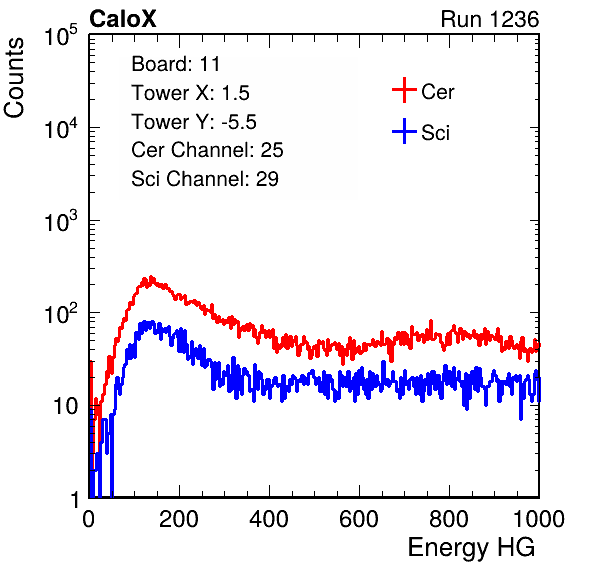 CaloX Run 1236
Counts
Board: 11
Tower X: 1.5
Tower Y: -5.5
Cer Channel: 25
Sci Channel: 29
Cer
Sci
10^5
10^4
10^3
10^2
10
1
0 200 400 600 800 1000
Energy HG